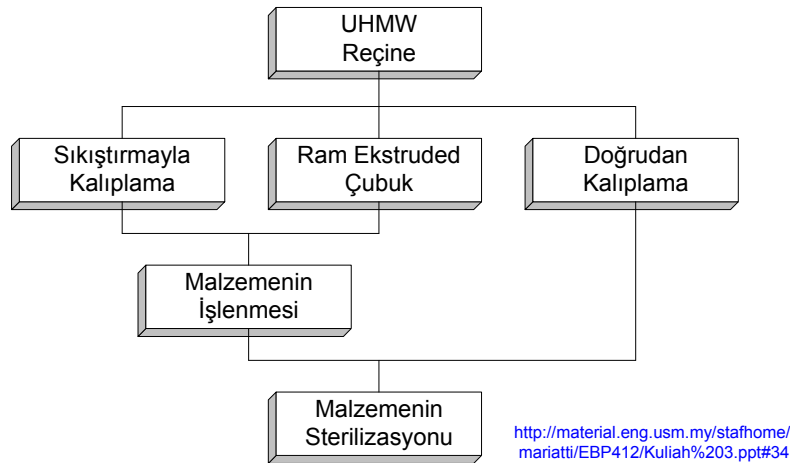 UHMW
Reçine
Sıkıştırmayla
Kalıplama
Ram Ekstruded
Çubuk
Doğrudan
Kalıplama
Malzemenin
İşlenmesi
Malzemenin
Sterilizasyonu
http://material.eng.usm.my/stafhome/
mariatti/EBP412/Kuliah%203.ppt#34